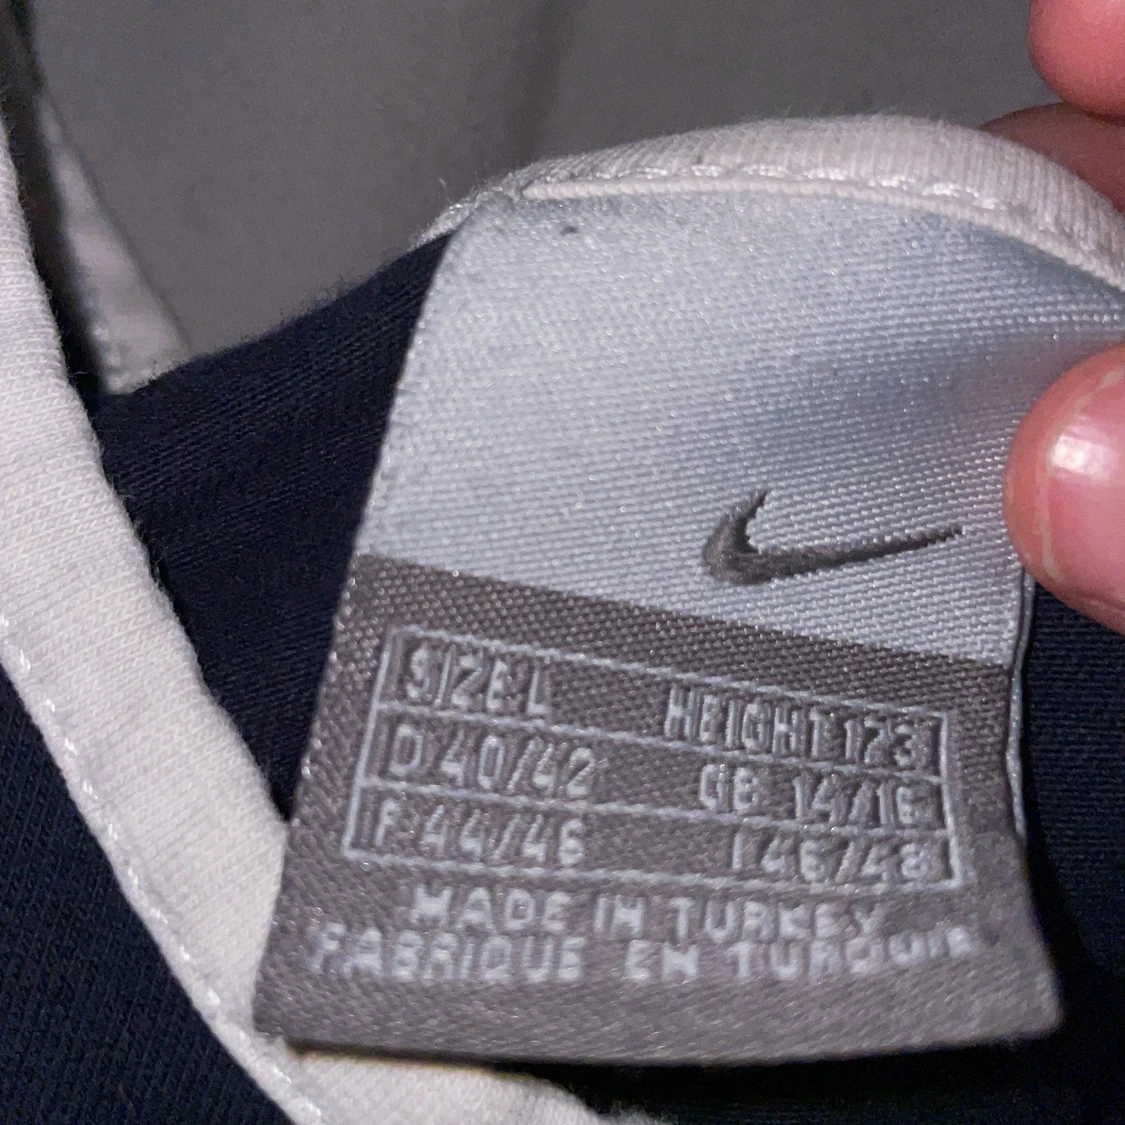 SIZE L HEIGHT 173
D 40/42 GB 14/16
F 44/46 I 46/48
MADE IN TURKEY
FABRIQUE EN TURQUIE